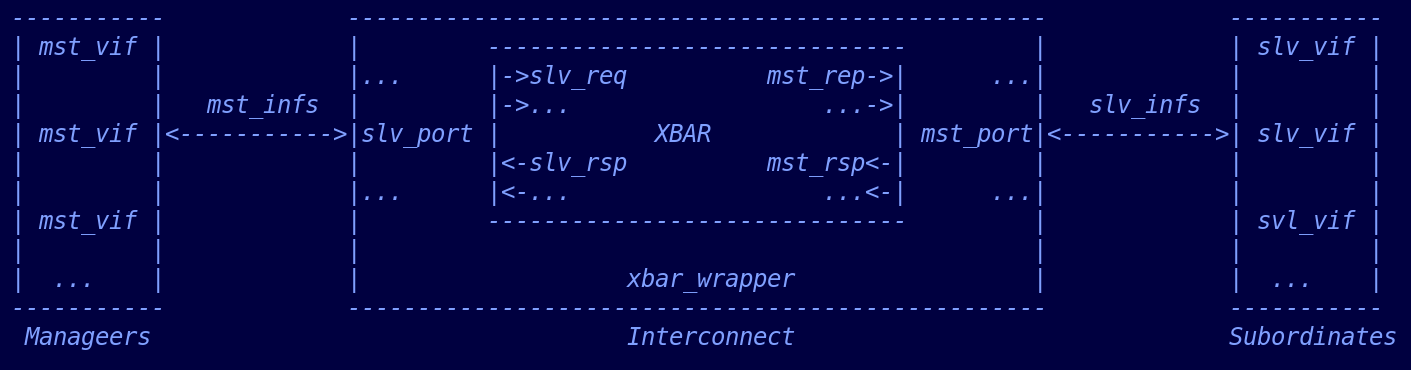 -----------             --------------------------------------------------             -----------
| mst_vif |             |         ------------------------------         |             | slv_vif |
|         |             |...      |->slv_req          mst_rep->|      ...|             |         |
|         |   mst_infs  |         |->...                  ...->|         |   slv_infs  |         |
| mst_vif |<----------->|slv_port |           XBAR             | mst_port|<----------->| slv_vif |
|         |             |         |<-slv_rsp          mst_rsp<-|         |             |         |
|         |             |...      |<-...                  ...<-|      ...|             |         |
| mst_vif |             |         ------------------------------         |             | svl_vif |
|         |             |                                                |             |         |
|  ...    |             |                   xbar_wrapper                 |             |  ...    |
-----------             --------------------------------------------------             -----------
 Manageers                                  Interconnect                               Subordinates